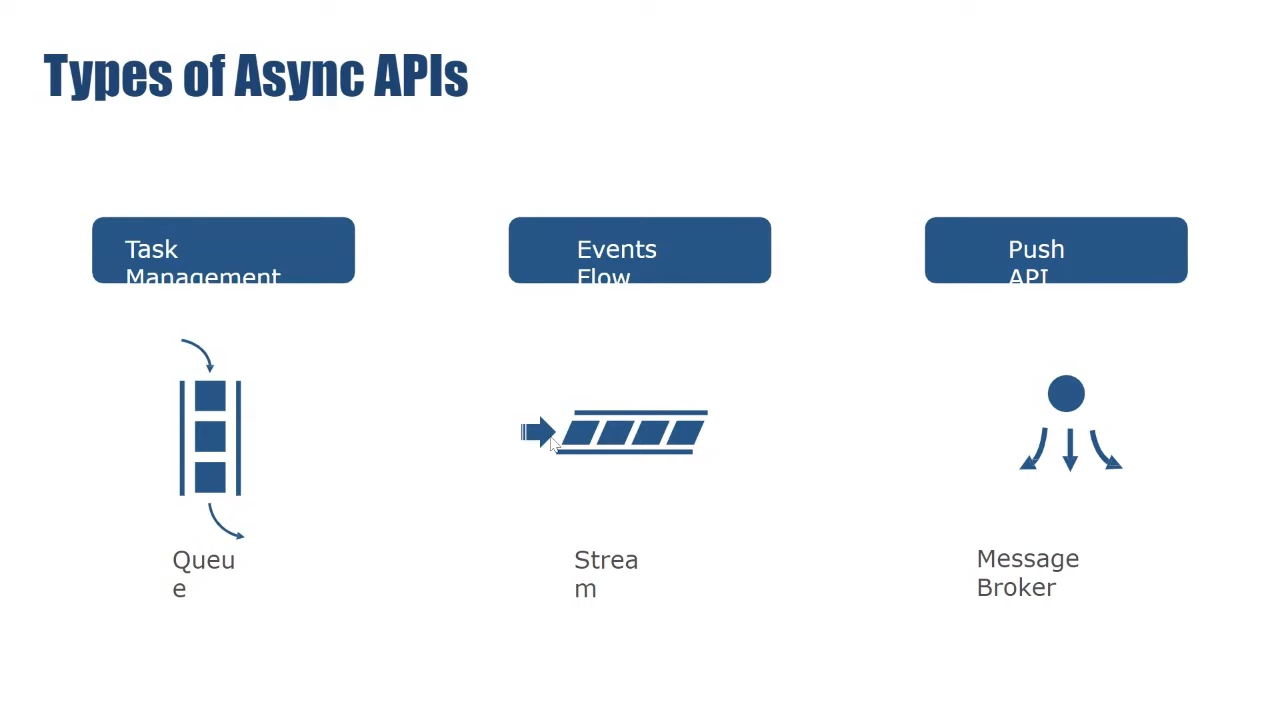 Types of Async APIs
Task
Management
Events
Flow
Push
API
Queu
e
Strea
m
Message
Broker